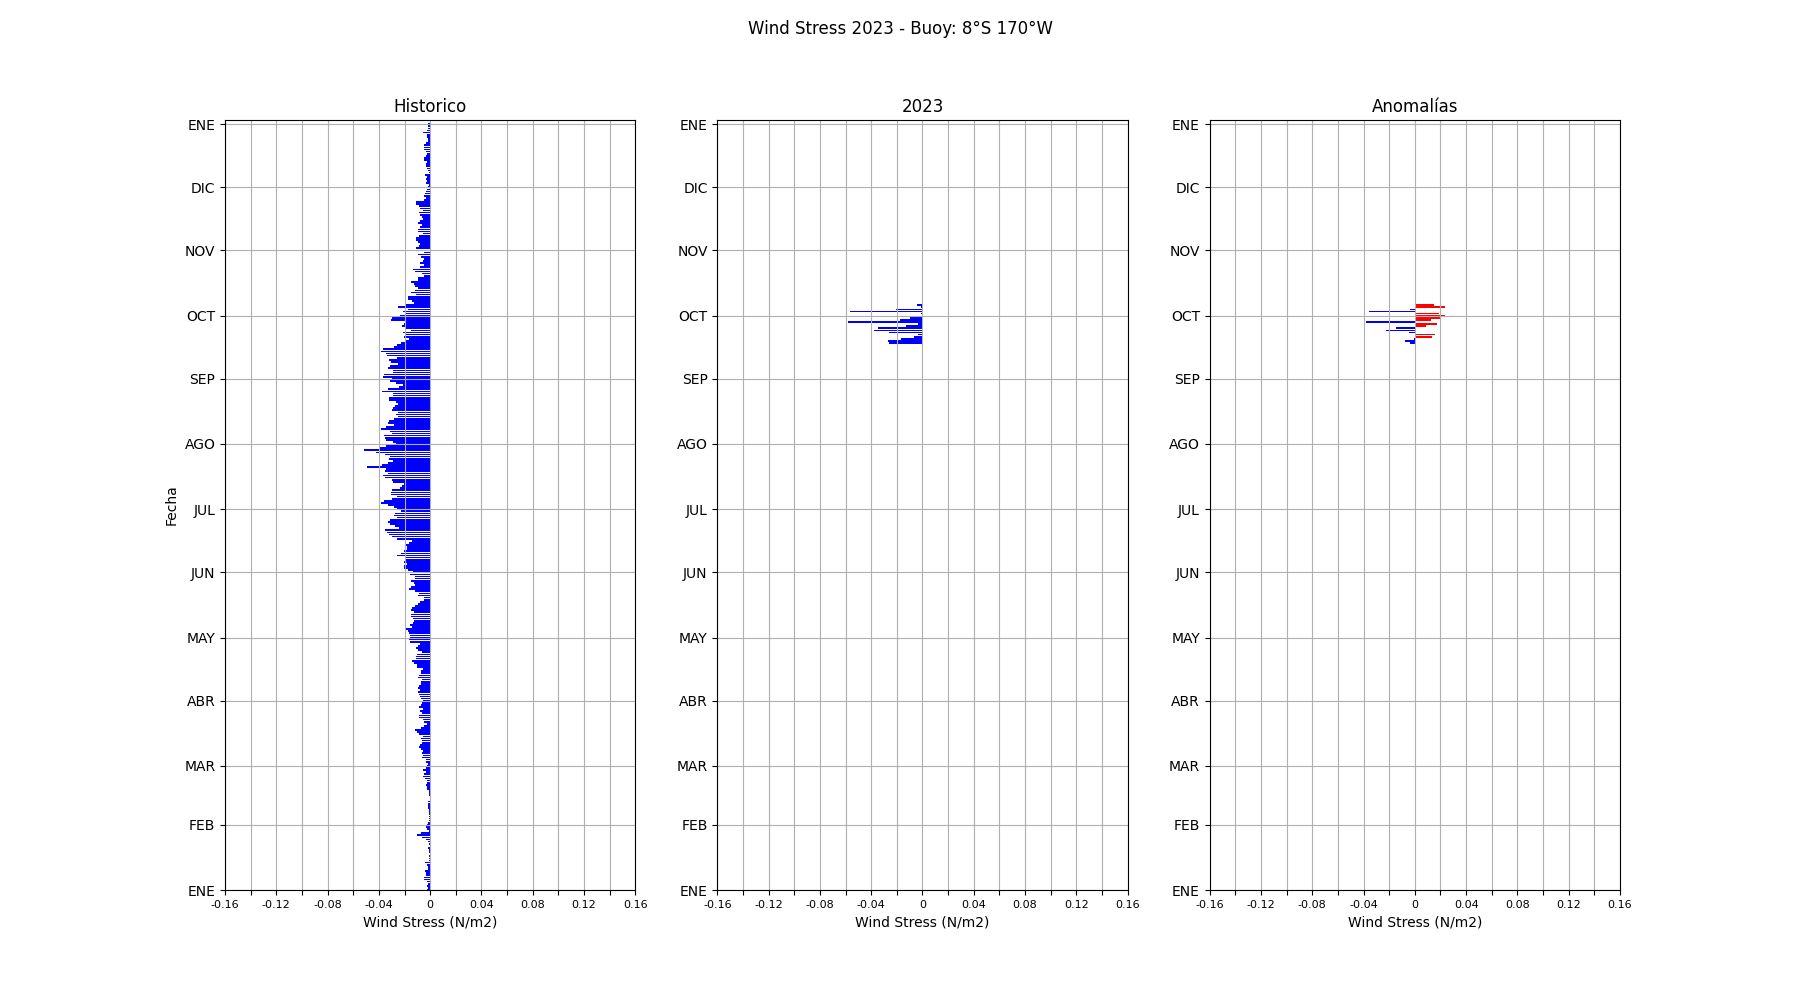 Wind Stress 2023 - Buoy: 8°S 170°W
Historico
2023
Anomalías
ENE
DIC
NOV
OCT
SEP
AGO
JUL
JUN
MAY
ABR
MAR
FEB
ENE
Fecha
-0.16 -0.12 -0.08 -0.04 0 0.04 0.08 0.12 0.16
Wind Stress (N/m2)
ENE
DIC
NOV
OCT
SEP
AGO
JUL
JUN
MAY
ABR
MAR
FEB
ENE
-0.16 -0.12 -0.08 -0.04 0 0.04 0.08 0.12 0.16
Wind Stress (N/m2)
ENE
DIC
NOV
OCT
SEP
AGO
JUL
JUN
MAY
ABR
MAR
FEB
ENE
-0.16 -0.12 -0.08 -0.04 0 0.04 0.08 0.12 0.16
Wind Stress (N/m2)